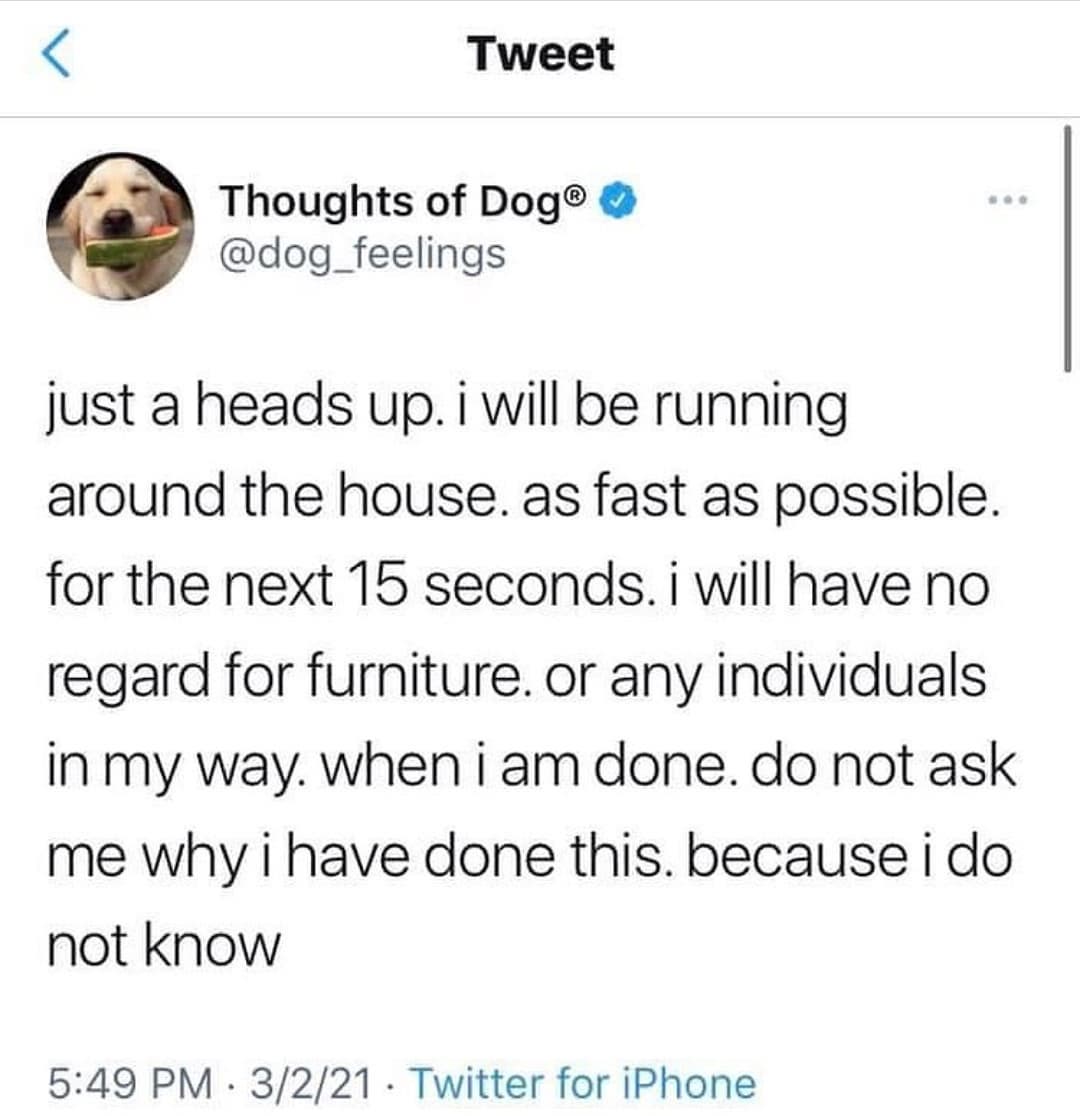 Tweet
Thoughts of Dog®
@dog_feelings
just a heads up. i will be running
around the house. as fast as possible.
for the next 15 seconds. i will have no
regard for furniture. or any individuals
in my way. when i am done. do not ask
me why i have done this. because i do
not know
5:49 PM · 3/2/21 · Twitter for iPhone